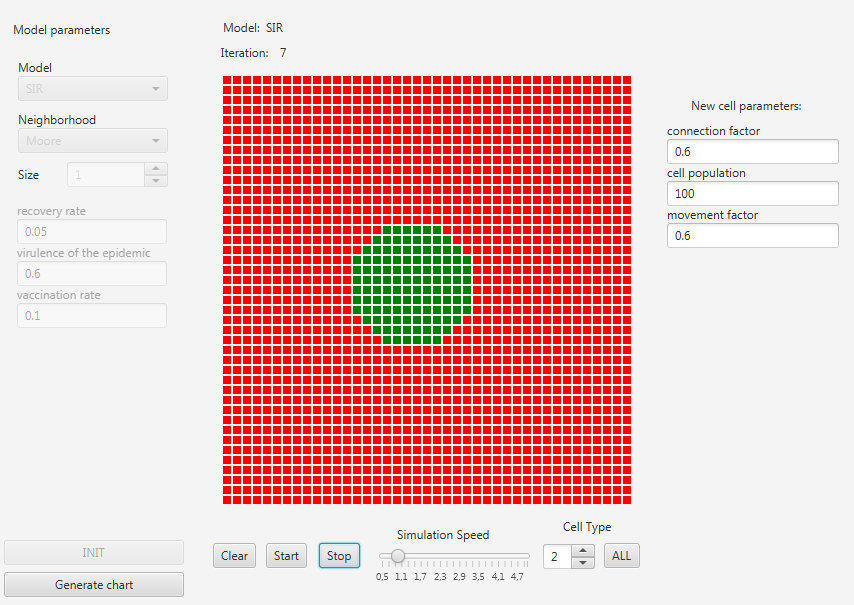 Model parameters
Model
SIR
Neighborhood
Moore
Size 1
recovery rate
0.05
virulence of the epidemic
0.6
vaccination rate
0.1
INIT
Generate chart
Model: SIR
Iteration: 7
Clear Start Stop
Simulation Speed
0,5 1,1 1,7 2,3 2,9 3,5 4,1 4,7
Cell Type
2 ALL
New cell parameters:
connection factor
0.6
cell population
100
movement factor
0.6